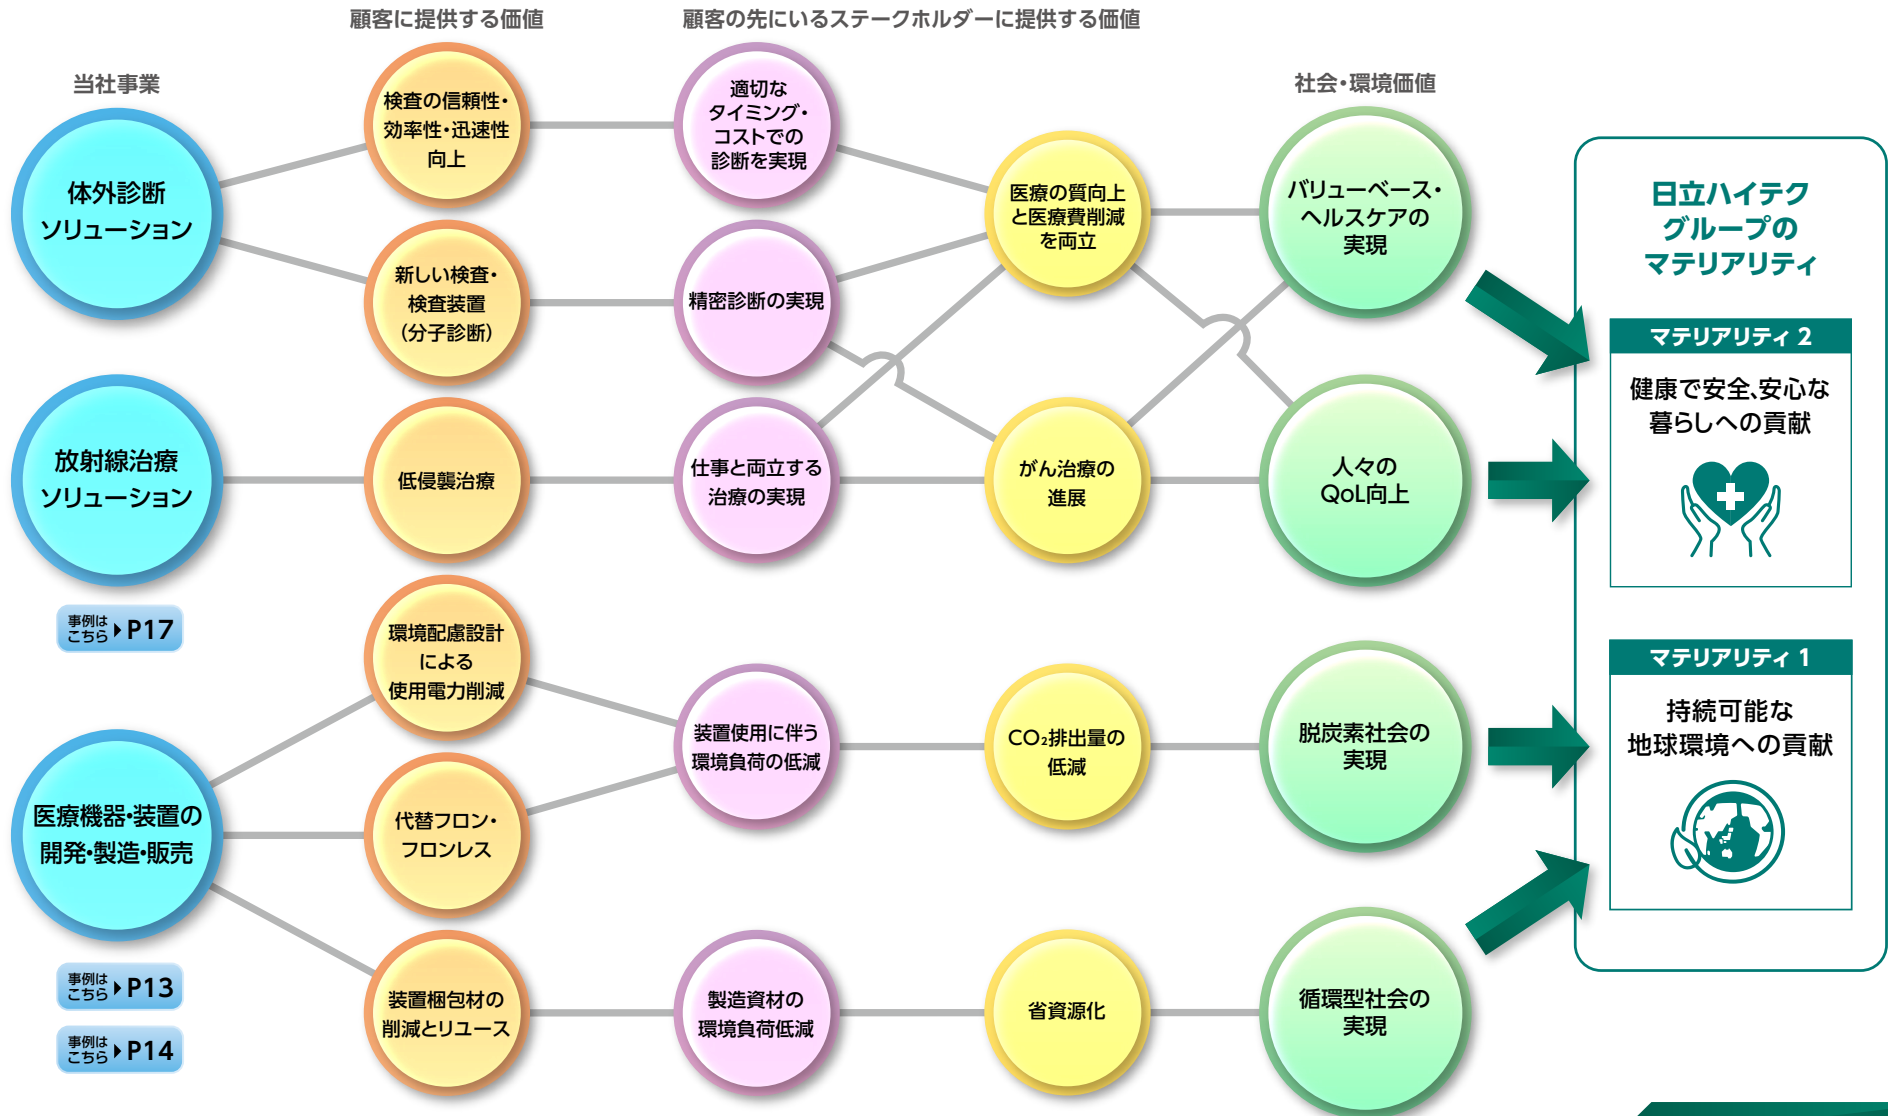 顧客に提供する価値
顧客の先にいるステークホルダーに提供する価値
当社事業
社会・環境価値
体外診断
ソリューション
検査の信頼性・
効率性・迅速性
向上
適切な
タイミング・
コストでの
診断を実現
医療の質向上
と医療費削減
を両立
バリューベース・
ヘルスケアの
実現
新しい検査・
検査装置
(分子診断)
精密診断の実現
放射線治療
ソリューション
低侵襲治療
仕事と両立する
治療の実現
がん治療の
進展
人々の
QoL向上
事例は
こちら ▶ P17
環境配慮設計
による
使用電力削減
装置使用に伴う
環境負荷の低減
CO₂排出量の
低減
脱炭素社会の
実現
医療機器・装置の
開発・製造・販売
代替フロン・
フロンレス
事例は
こちら ▶ P13
事例は
こちら ▶ P14
装置梱包材の
削減とリユース
製造資材の
環境負荷低減
省資源化
循環型社会の
実現
日立ハイテク
グループの
マテリアリティ
マテリアリティ 2
健康で安全、安心な
暮らしへの貢献
マテリアリティ 1
持続可能な
地球環境への貢献